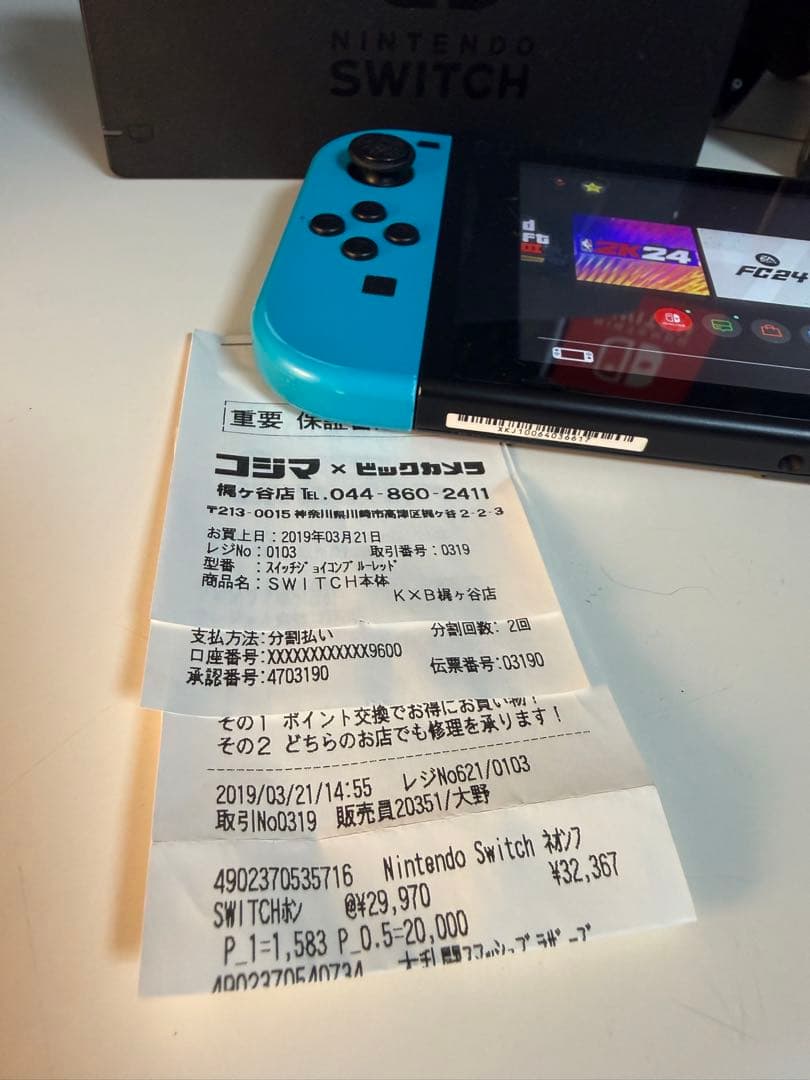 NINTENDO
SWITCH
2K24
EA
FC24
XKJ10064036619
重要 保証書
コジマ×ビックカメラ
梶ヶ谷店 TEL.044-860-2411
〒213-0015 神奈川県川崎市高津区梶ヶ谷2-2-3
お買上日:2019年03月21日
レジNo:0103 取引番号:0319
型番 :スイッチジョイコンブルーレッド
商品名:SWITCH本体
K×B梶ヶ谷店
支払方法:分割払い 分割回数: 2回
口座番号:XXXXXXXXXXXX9600
承認番号:4703190 伝票番号:03190
その1 ポイント交換でお得にお買い物!
その2 どちらのお店でも修理を承ります!
2019/03/21/14:55 レジNo621/0103
取引No0319 販売員20351/大野
4902370535716 Nintendo Switch ネオンブ
SWITCHホン @¥29,970 ¥32,367
P_1=1,583 P_0.5=20,000
4902370540734